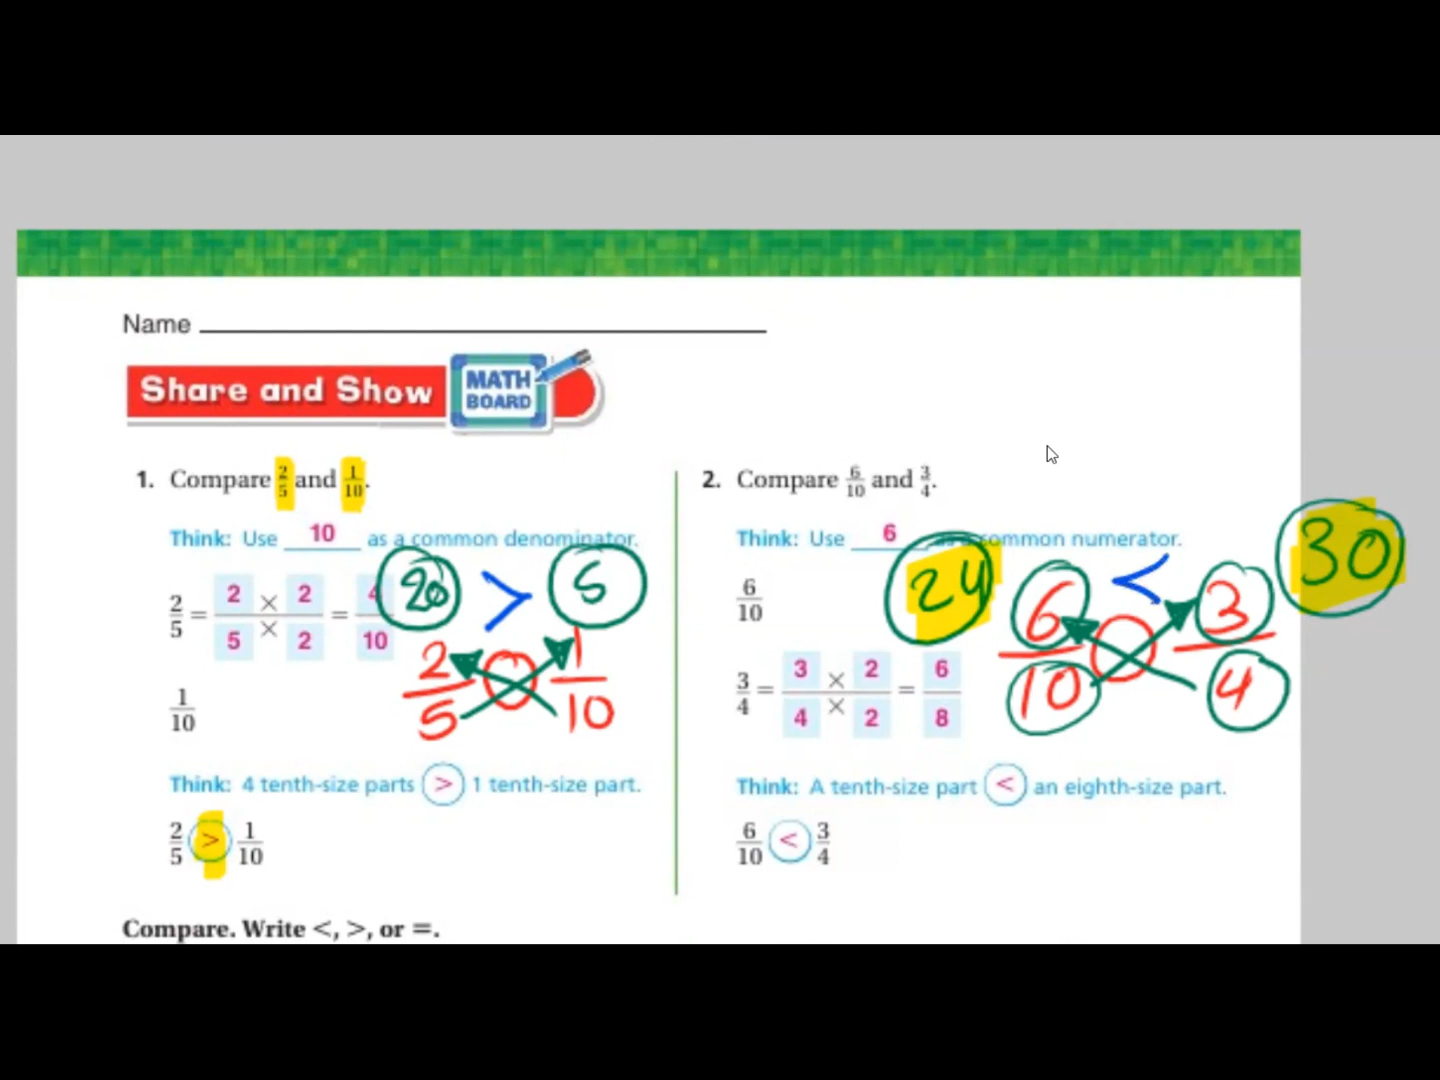 Name
Share and Show MATH BOARD
1. Compare 2/5 and 1/10.
Think: Use 10 as a common denominator.
2/5 = 2 × 2 / 5 × 2 = 4/10
20 > 5
2/5 1/10
1/10
Think: 4 tenth-size parts > 1 tenth-size part.
2/5 > 1/10
2. Compare 6/10 and 3/4.
Think: Use 6 as a common numerator.
6/10
24 < 30
6/10 3/4
3/4 = 3 × 2 / 4 × 2 = 6/8
Think: A tenth-size part < an eighth-size part.
6/10 < 3/4
Compare. Write <, >, or =.